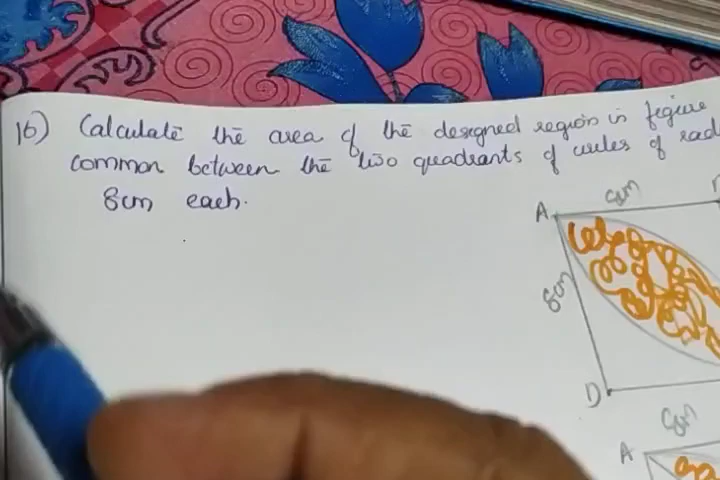 16) Calculate the area of the designed region in figure
common between the two quadrants of circles of rad
8cm each.
8cm
A
8cm
D
8cm
A